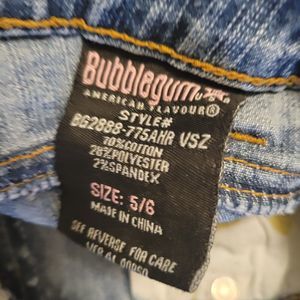 Bubblegum
AMERICAN FLAVOUR®
STYLE#
BG2888-775AHR VSZ
70%COTTON
28%POLYESTER
2%SPANDEX
SIZE: 5/6
MADE IN CHINA
SEE REVERSE FOR CARE